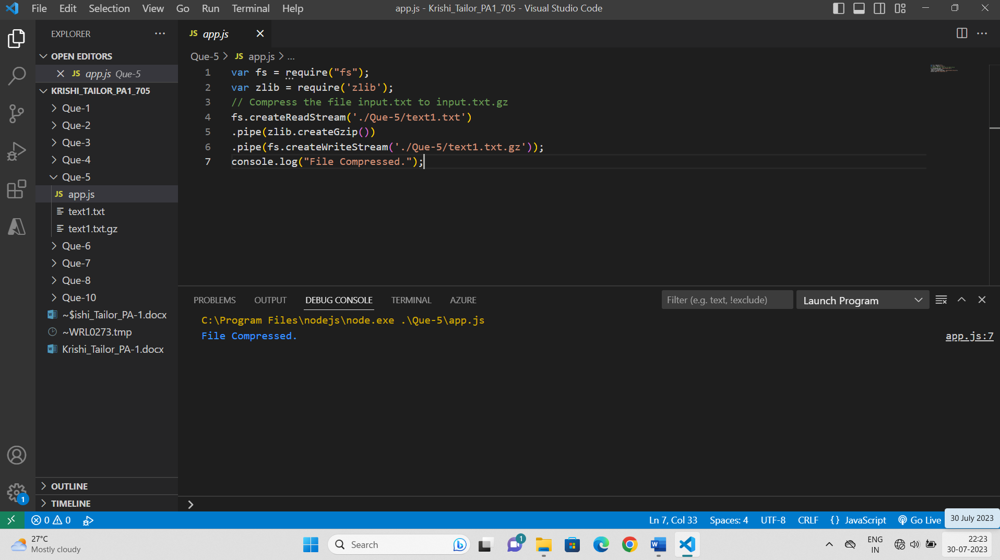 File Edit Selection View Go Run Terminal Help
app.js - Krishi_Tailor_PA1_705 - Visual Studio Code
EXPLORER
OPEN EDITORS
JS app.js Que-5
KRISHI_TAILOR_PA1_705
Que-1
Que-2
Que-3
Que-4
Que-5
JS app.js
text1.txt
text1.txt.gz
Que-6
Que-7
Que-8
Que-10
~$ishi_Tailor_PA-1.docx
~WRL0273.tmp
Krishi_Tailor_PA-1.docx
OUTLINE
TIMELINE
JS app.js
Que-5 > JS app.js > ...
1 var fs = require("fs");
2 var zlib = require('zlib');
3 // Compress the file input.txt to input.txt.gz
4 fs.createReadStream('./Que-5/text1.txt')
5 .pipe(zlib.createGzip())
6 .pipe(fs.createWriteStream('./Que-5/text1.txt.gz'));
7 console.log("File Compressed.");
PROBLEMS OUTPUT DEBUG CONSOLE TERMINAL AZURE
Filter (e.g. text, !exclude) Launch Program
C:\Program Files\nodejs\node.exe .\Que-5\app.js
File Compressed. app.js:7
1
0 0
Ln 7, Col 33 Spaces: 4 UTF-8 CRLF {} JavaScript Go Live
30 July 2023
27°C
Mostly cloudy
Search
1
W
ENG
IN
22:23
30-07-2023